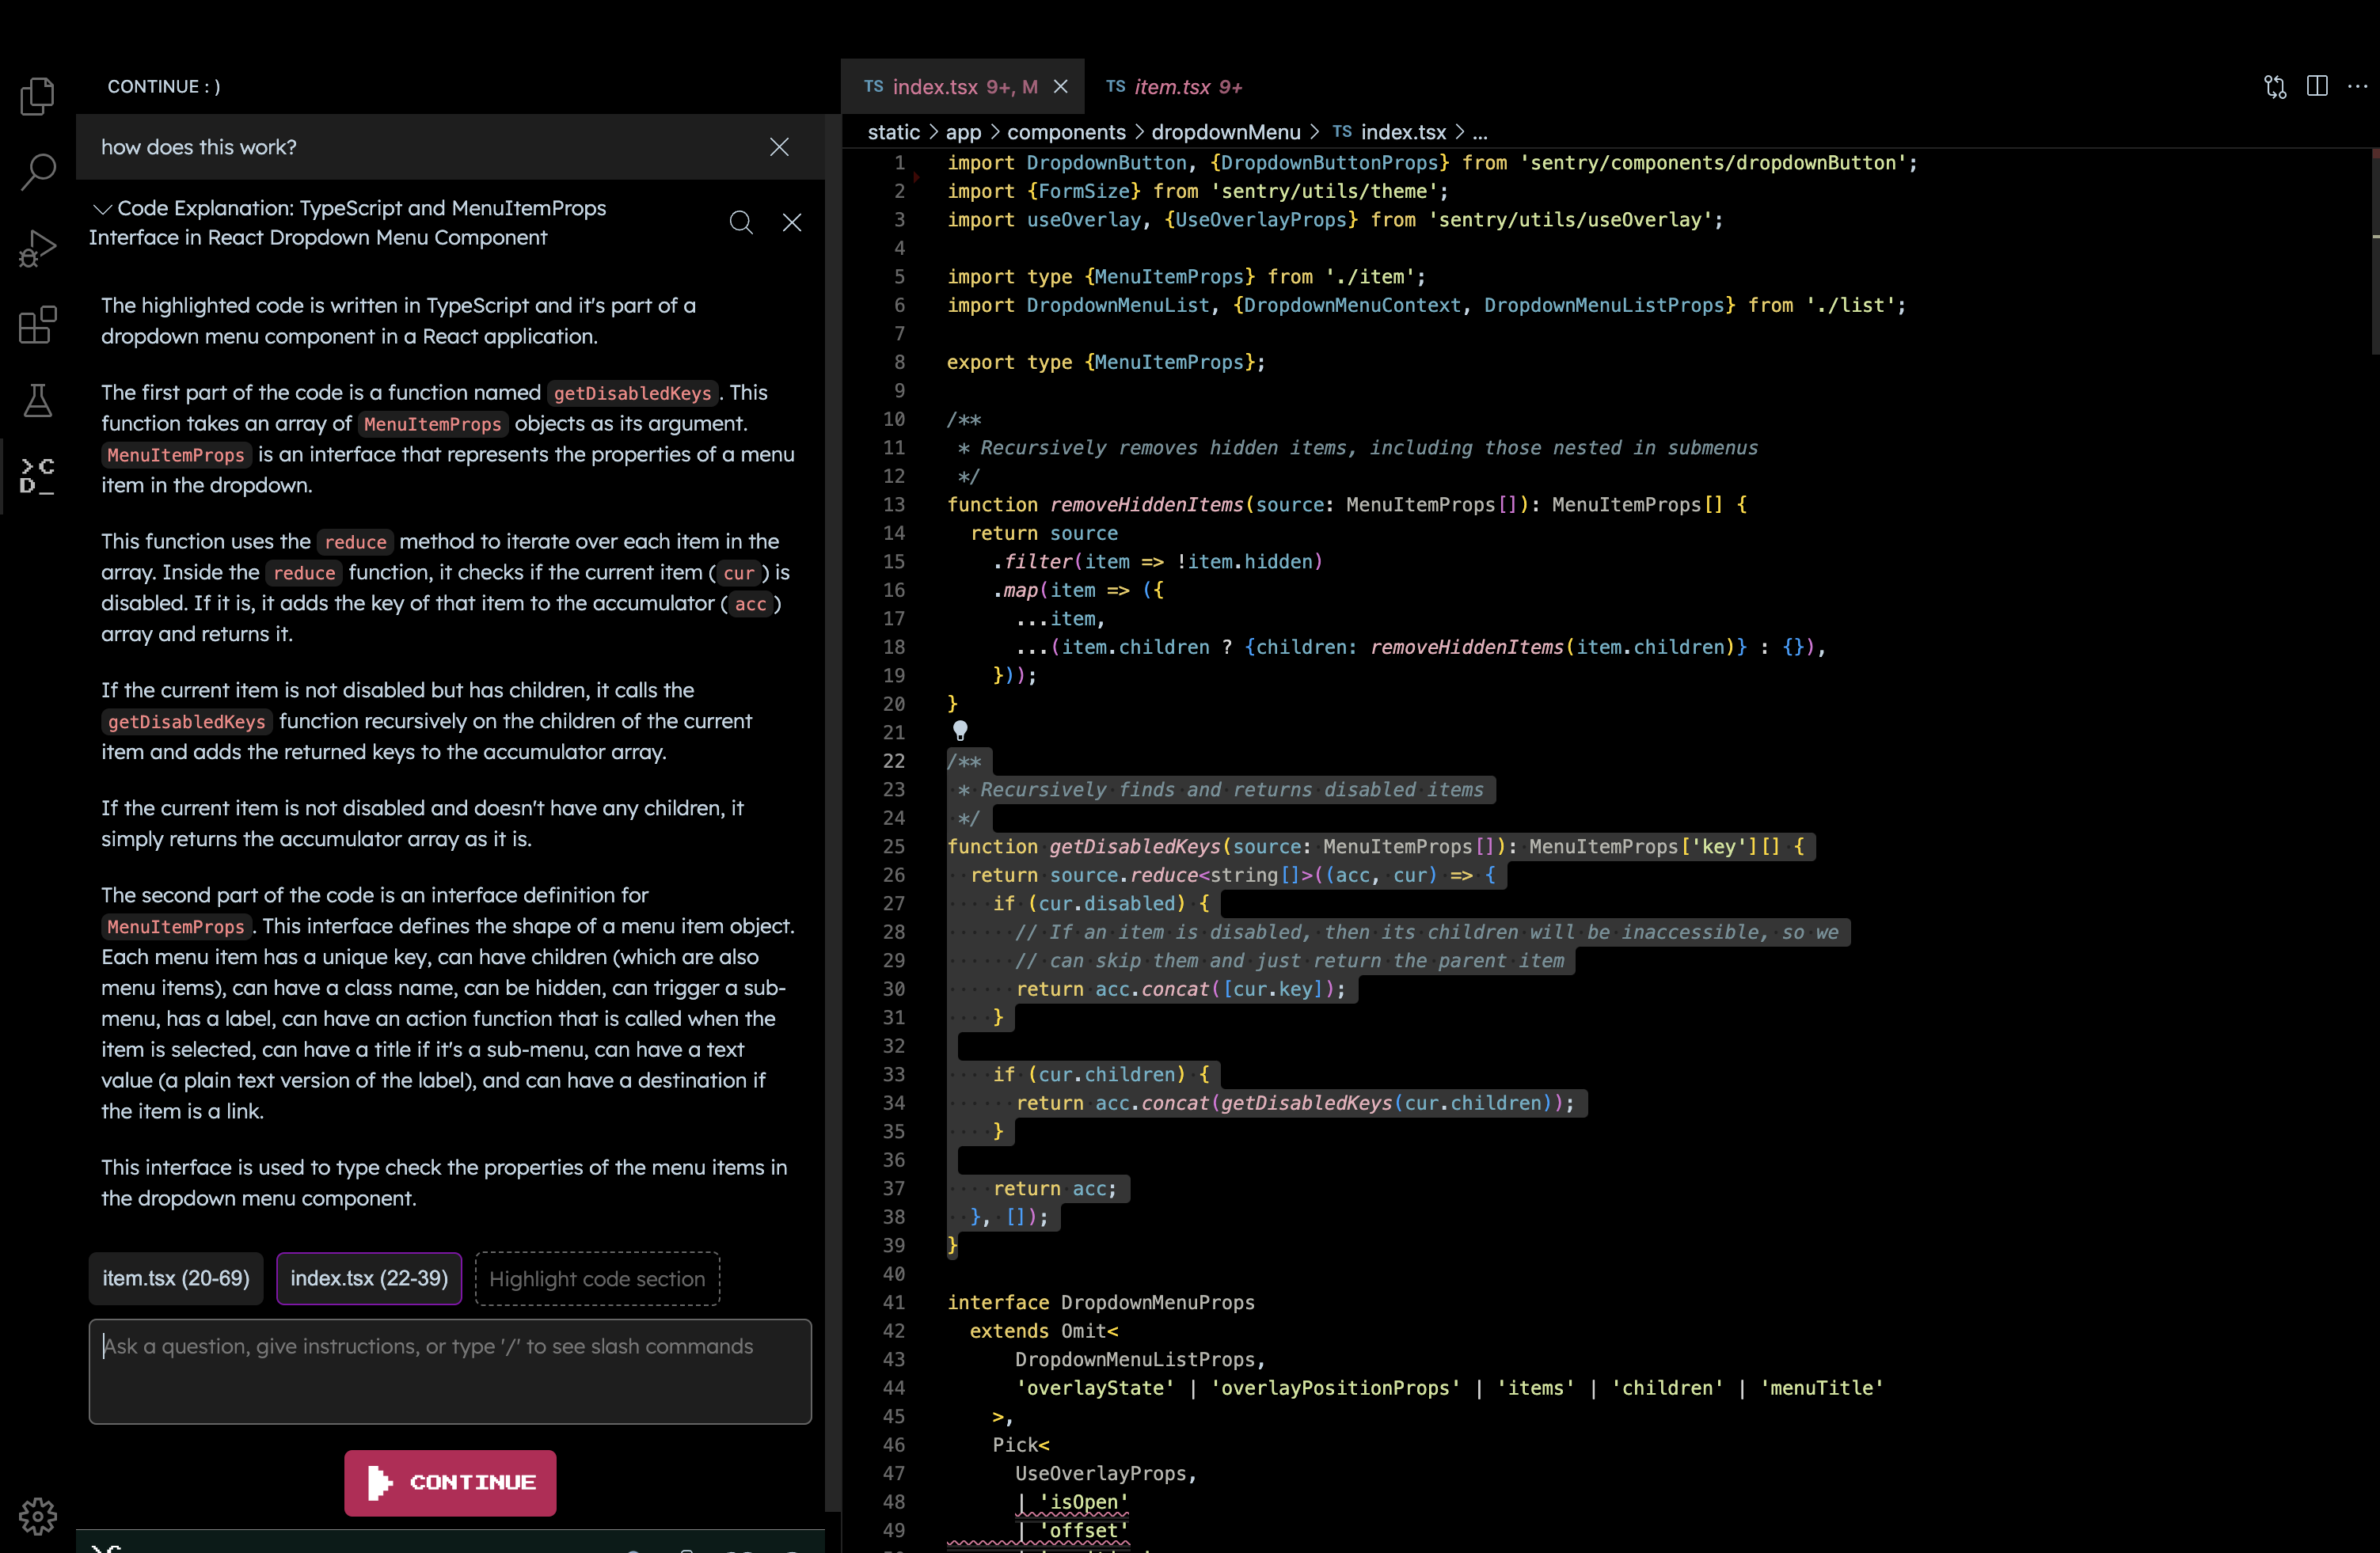 CONTINUE : )
how does this work?
Code Explanation: TypeScript and MenuItemProps
Interface in React Dropdown Menu Component
The highlighted code is written in TypeScript and it's part of a
dropdown menu component in a React application.
The first part of the code is a function named getDisabledKeys. This
function takes an array of MenuItemProps objects as its argument.
MenuItemProps is an interface that represents the properties of a menu
item in the dropdown.
This function uses the reduce method to iterate over each item in the
array. Inside the reduce function, it checks if the current item (cur) is
disabled. If it is, it adds the key of that item to the accumulator (acc)
array and returns it.
If the current item is not disabled but has children, it calls the
getDisabledKeys function recursively on the children of the current
item and adds the returned keys to the accumulator array.
If the current item is not disabled and doesn't have any children, it
simply returns the accumulator array as it is.
The second part of the code is an interface definition for
MenuItemProps. This interface defines the shape of a menu item object.
Each menu item has a unique key, can have children (which are also
menu items), can have a class name, can be hidden, can trigger a sub-
menu, has a label, can have an action function that is called when the
item is selected, can have a title if it's a sub-menu, can have a text
value (a plain text version of the label), and can have a destination if
the item is a link.
This interface is used to type check the properties of the menu items in
the dropdown menu component.
item.tsx (20-69) index.tsx (22-39) Highlight code section
Ask a question, give instructions, or type '/' to see slash commands
CONTINUE
TS index.tsx 9+, M TS item.tsx 9+
static > app > components > dropdownMenu > TS index.tsx > ...
1 import DropdownButton, {DropdownButtonProps} from 'sentry/components/dropdownButton';
2 import {FormSize} from 'sentry/utils/theme';
3 import useOverlay, {UseOverlayProps} from 'sentry/utils/useOverlay';
4
5 import type {MenuItemProps} from './item';
6 import DropdownMenuList, {DropdownMenuContext, DropdownMenuListProps} from './list';
7
8 export type {MenuItemProps};
9
10 /**
11 * Recursively removes hidden items, including those nested in submenus
12 */
13 function removeHiddenItems(source: MenuItemProps[]): MenuItemProps[] {
14 return source
15 .filter(item => !item.hidden)
16 .map(item => ({
17 ...item,
18 ...(item.children ? {children: removeHiddenItems(item.children)} : {}),
19 }));
20 }
21
22 /**
23 * Recursively finds and returns disabled items
24 */
25 function getDisabledKeys(source: MenuItemProps[]): MenuItemProps['key'][] {
26 return source.reduce<string[]>((acc, cur) => {
27 if (cur.disabled) {
28 // If an item is disabled, then its children will be inaccessible, so we
29 // can skip them and just return the parent item
30 return acc.concat([cur.key]);
31 }
32
33 if (cur.children) {
34 return acc.concat(getDisabledKeys(cur.children));
35 }
36
37 return acc;
38 }, []);
39 }
40
41 interface DropdownMenuProps
42 extends Omit<
43 DropdownMenuListProps,
44 'overlayState' | 'overlayPositionProps' | 'items' | 'children' | 'menuTitle'
45 >,
46 Pick<
47 UseOverlayProps,
48 | 'isOpen'
49 | 'offset'